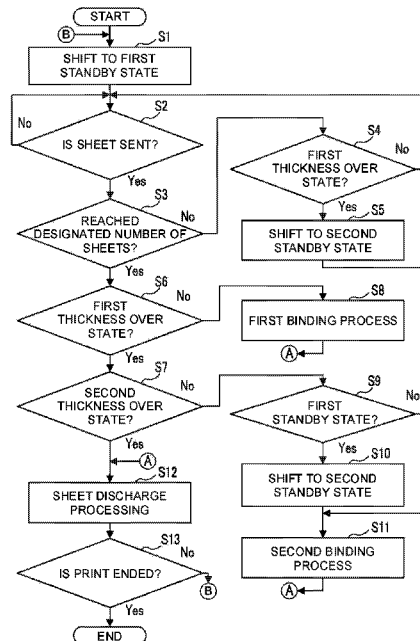 START
B
S1
SHIFT TO FIRST
STANDBY STATE
S2
No
IS SHEET SENT?
Yes
S3
No
REACHED
DESIGNATED NUMBER OF
SHEETS?
Yes
S4
No
FIRST
THICKNESS OVER
STATE?
Yes
S5
SHIFT TO SECOND
STANDBY STATE
S6
No
FIRST
THICKNESS OVER
STATE?
Yes
S8
FIRST BINDING PROCESS
A
S7
No
SECOND
THICKNESS OVER
STATE?
Yes
A
S9
No
FIRST
STANDBY STATE?
Yes
S10
SHIFT TO SECOND
STANDBY STATE
S11
SECOND BINDING
PROCESS
A
S12
SHEET DISCHARGE
PROCESSING
S13
No
IS PRINT ENDED?
B
Yes
END